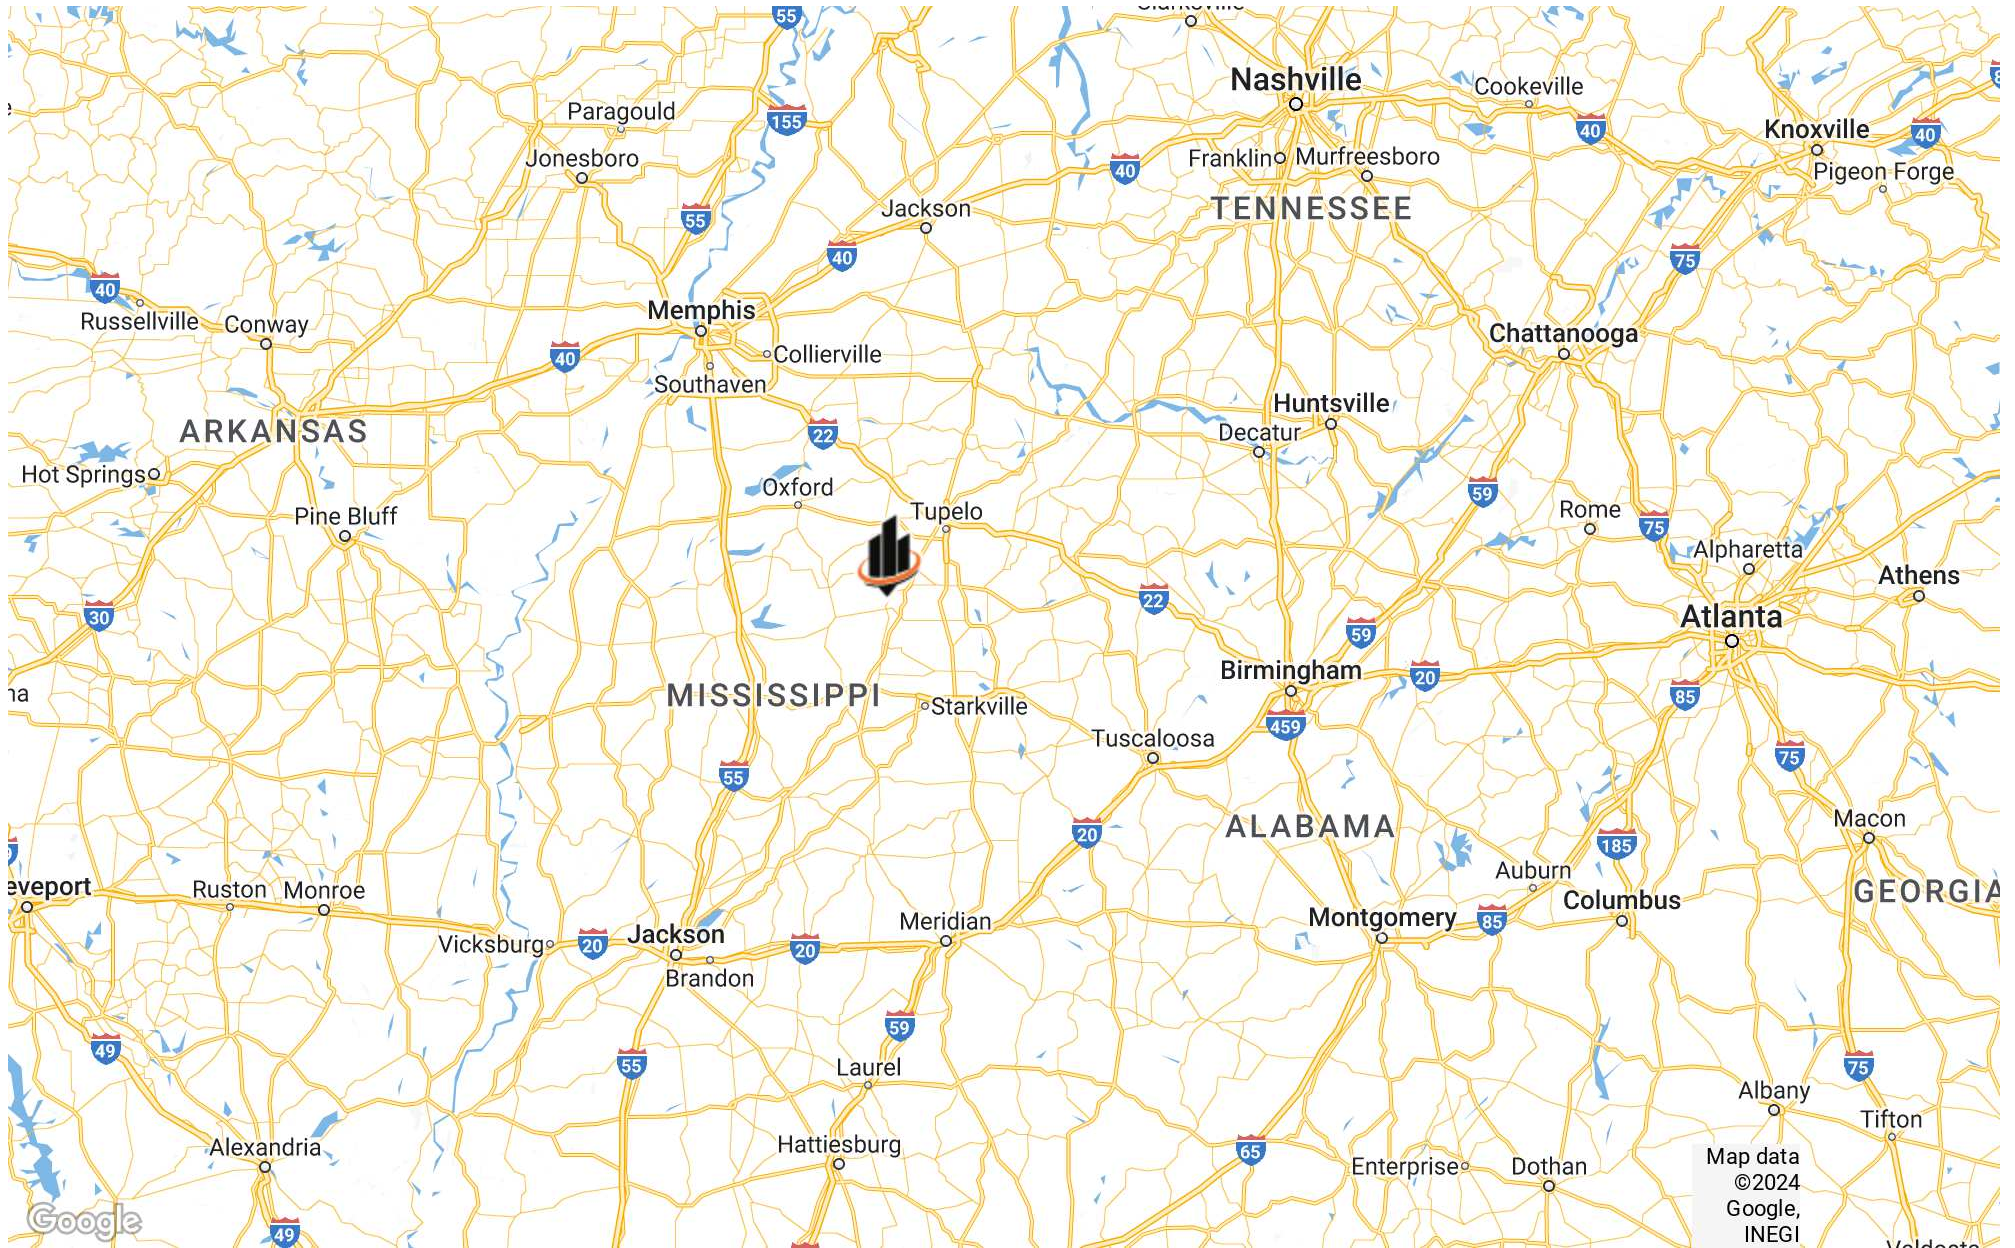 55
Nashville
Cookeville
Paragould
155
40
Knoxville
40
Jonesboro
40
Franklin
Murfreesboro
Pigeon Forge
55
Jackson
TENNESSEE
40
75
40
Russellville
Conway
Memphis
Chattanooga
40
Collierville
Southaven
Huntsville
ARKANSAS
22
Decatur
Hot Springs
Oxford
59
Pine Bluff
Tupelo
Rome
75
Alpharetta
Athens
30
22
59
Atlanta
Birmingham
20
85
na
MISSISSIPPI
Starkville
459
Tuscaloosa
55
75
20
ALABAMA
Macon
185
eveport
Ruston
Monroe
Auburn
Columbus
GEORGIA
Meridian
Montgomery
85
Vicksburg
20
Jackson
20
Brandon
59
49
55
Laurel
75
Albany
Tifton
Alexandria
Hattiesburg
65
Enterprise
Dothan
Map data
©2024
Google,
INEGI
Google
49